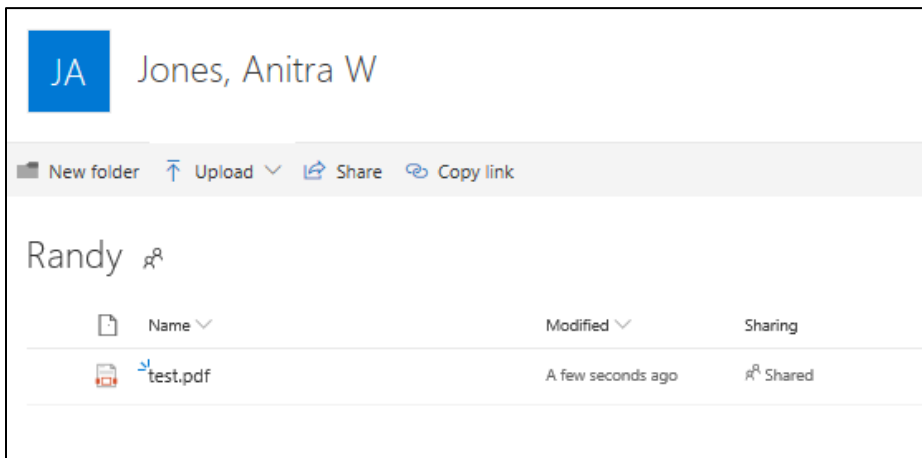 JA Jones, Anitra W
New folder Upload Share Copy link
Randy
Name Modified Sharing
test.pdf A few seconds ago Shared